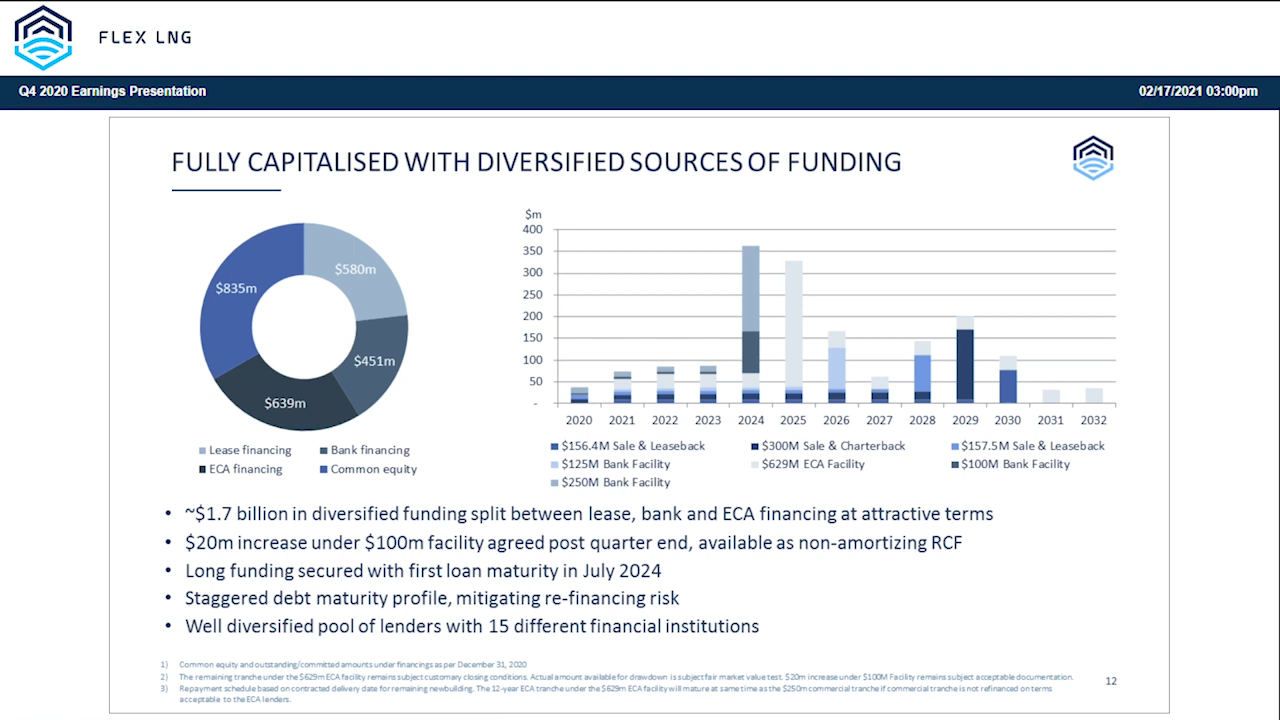 FLEX LNG
Q4 2020 Earnings Presentation
02/17/2021 03:00pm
FULLY CAPITALISED WITH DIVERSIFIED SOURCES OF FUNDING
$580m
$835m
$451m
$639m
Lease financing
Bank financing
ECA financing
Common equity
$m
400
350
300
250
200
150
100
50
-
2020 2021 2022 2023 2024 2025 2026 2027 2028 2029 2030 2031 2032
$156.4M Sale & Leaseback
$300M Sale & Charterback
$157.5M Sale & Leaseback
$125M Bank Facility
$629M ECA Facility
$100M Bank Facility
$250M Bank Facility
• ~$1.7 billion in diversified funding split between lease, bank and ECA financing at attractive terms
• $20m increase under $100m facility agreed post quarter end, available as non-amortizing RCF
• Long funding secured with first loan maturity in July 2024
• Staggered debt maturity profile, mitigating re-financing risk
• Well diversified pool of lenders with 15 different financial institutions
1) Common equity and outstanding/committed amounts under financings as per December 31, 2020
2) The remaining tranche under the $629m ECA facility remains subject customary closing conditions. Actual amount available for drawdown is subject fair market value test. $20m increase under $100M Facility remains subject acceptable documentation.
3) Repayment schedule based on contracted delivery date for remaining newbuilding. The 12-year ECA tranche under the $629m ECA facility will mature at same time as the $250m commercial tranche if commercial tranche is not refinanced on terms
acceptable to the ECA lenders.
12